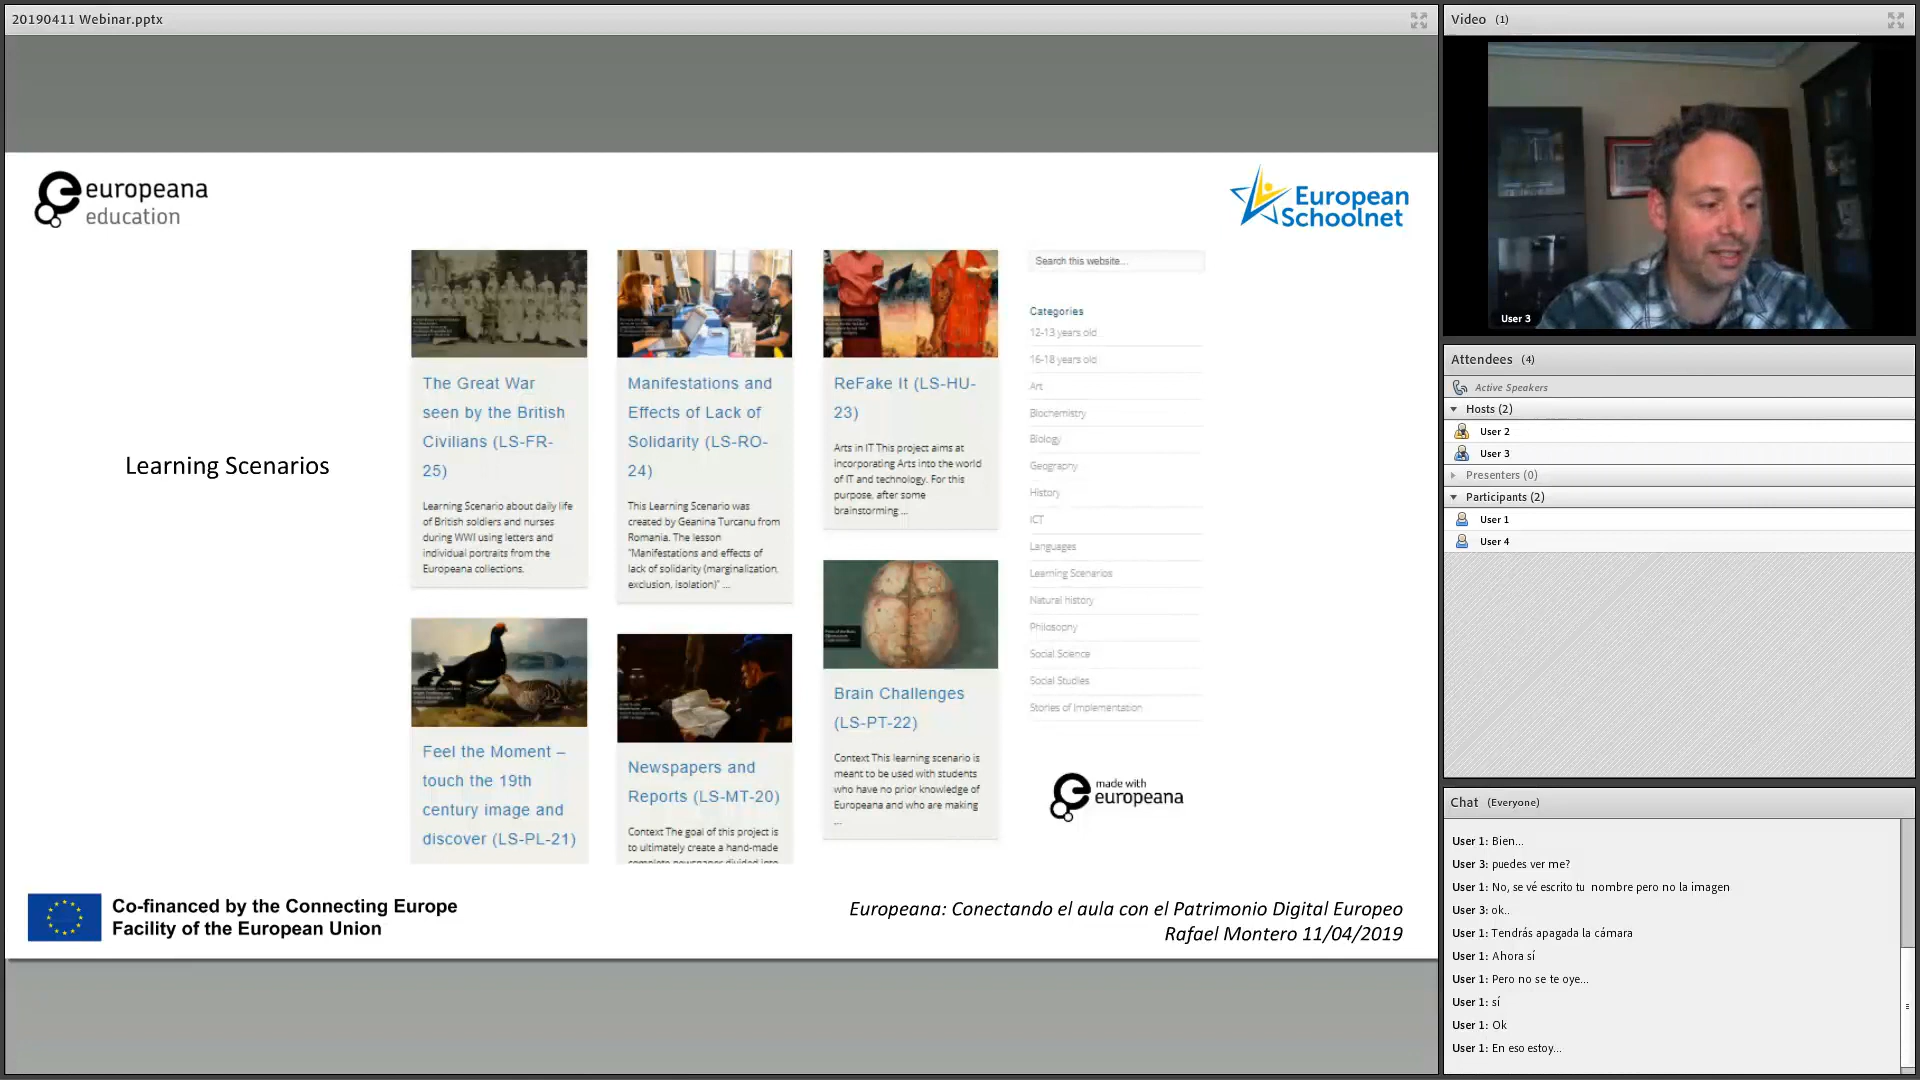 20190411 Webinar.pptx
europeana
education
European
Schoolnet
Learning Scenarios
The Great War
seen by the British
Civilians (LS-FR-
25)
Learning Scenario about daily life
of British soldiers and nurses
during WWI using letters and
individual portraits from the
Europeana collections.
Feel the Moment –
touch the 19th
century image and
discover (LS-PL-21)
Manifestations and
Effects of Lack of
Solidarity (LS-RO-
24)
This Learning Scenario was
created by Geanina Turcanu from
Romania. The lesson
"Manifestations and effects of
lack of solidarity (marginalization,
exclusion, isolation)" ...
Newspapers and
Reports (LS-MT-20)
Context The goal of this project is
to ultimately create a hand-made
complete newspaper divided into
ReFake It (LS-HU-
23)
Arts in IT This project aims at
incorporating Arts into the world
of IT and technology. For this
purpose, after some
brainstorming ...
Brain Challenges
(LS-PT-22)
Context This learning scenario is
meant to be used with students
who have no prior knowledge of
Europeana and who are making
...
Search this website...
Categories
12-13 years old
16-18 years old
Art
Biochemistry
Biology
Geography
History
ICT
Languages
Learning Scenarios
Natural history
Philosophy
Social Science
Social Studies
Stories of Implementation
made with
europeana
Co-financed by the Connecting Europe
Facility of the European Union
Europeana: Conectando el aula con el Patrimonio Digital Europeo
Rafael Montero 11/04/2019
Video (1)
User 3
Attendees (4)
Active Speakers
Hosts (2)
User 2
User 3
Presenters (0)
Participants (2)
User 1
User 4
Chat (Everyone)
User 1: Bien...
User 3: puedes ver me?
User 1: No, se vé escrito tu nombre pero no la imagen
User 3: ok..
User 1: Tendrás apagada la cámara
User 1: Ahora sí
User 1: Pero no se te oye...
User 1: sí
User 1: Ok
User 1: En eso estoy...